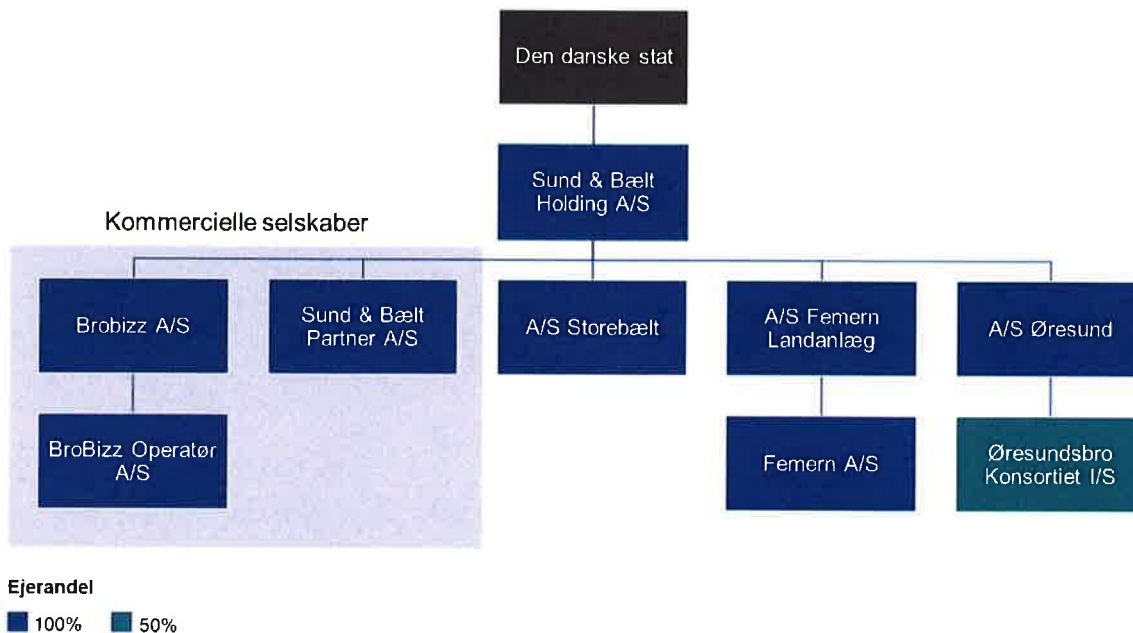 Den danske stat
Sund & Bælt
Holding A/S
Kommercielle selskaber
Brobizz A/S
Sund & Bælt
Partner A/S
A/S Storebælt
A/S Femern
Landanlæg
A/S Øresund
BroBizz Operatør
A/S
Femern A/S
Øresundsbro
Konsortiet I/S
Ejerandel
100%
50%